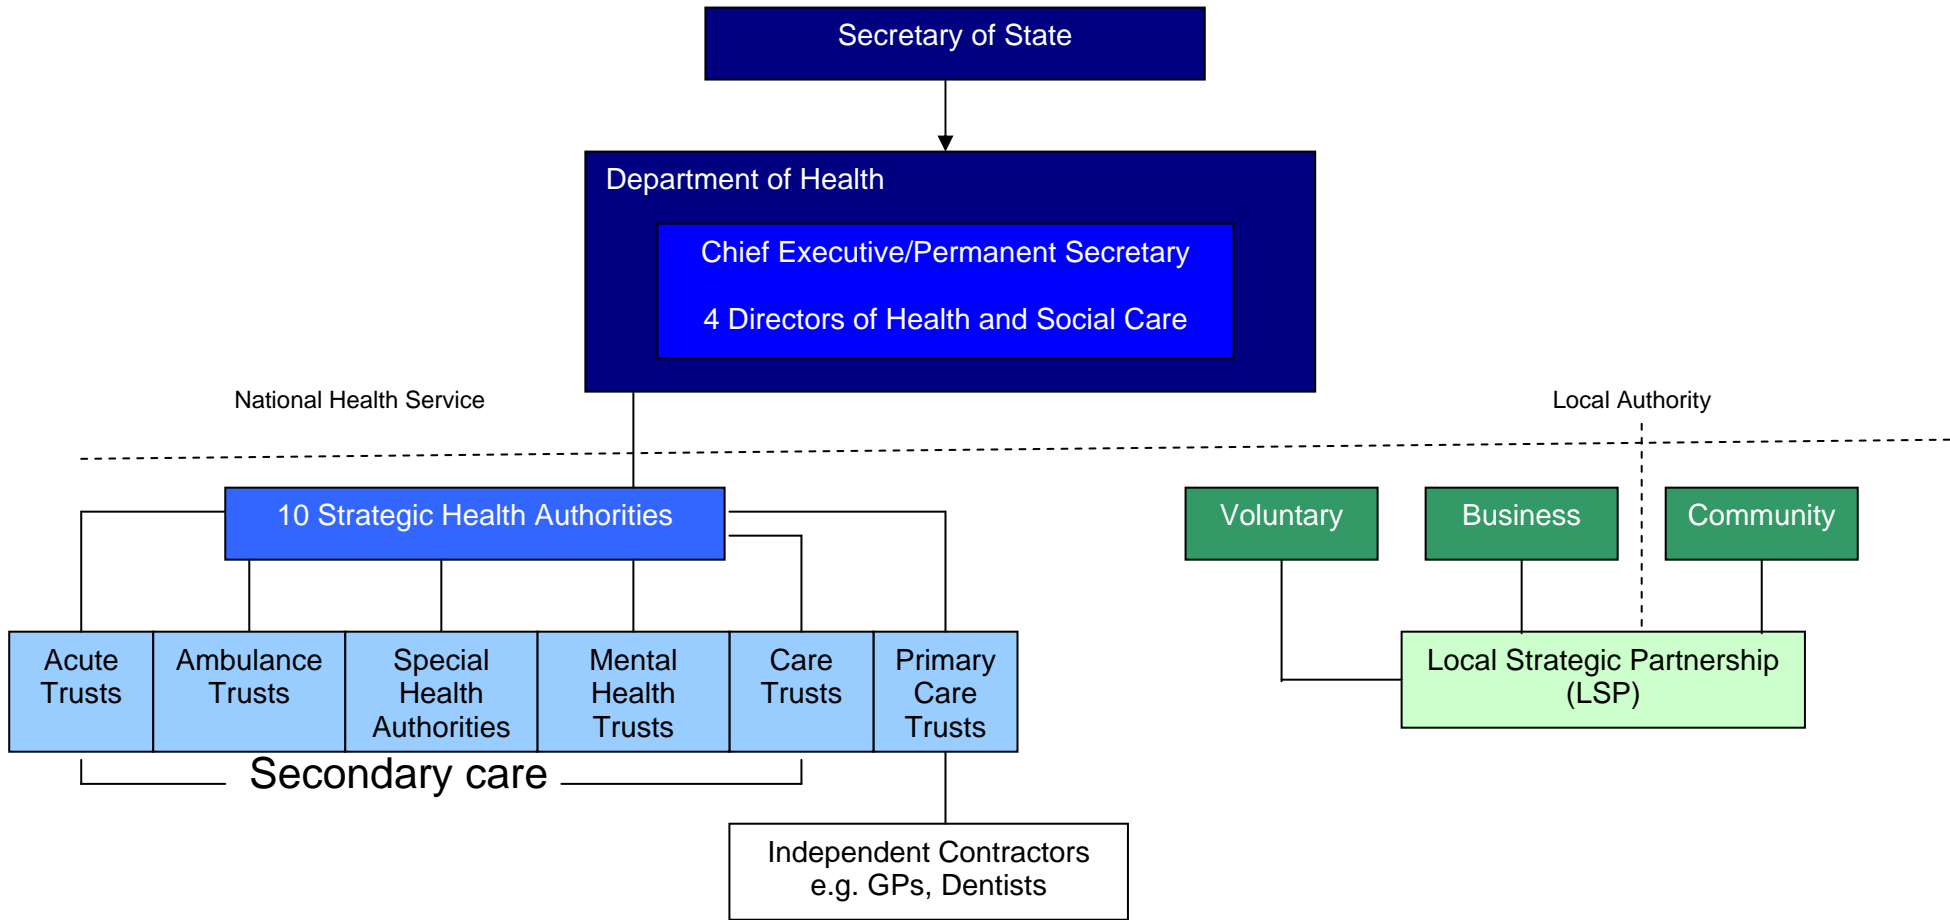 Secretary of State
Department of Health
Chief Executive/Permanent Secretary
4 Directors of Health and Social Care
National Health Service
Local Authority
10 Strategic Health Authorities
Voluntary
Business
Community
Acute
Trusts
Ambulance
Trusts
Special
Health
Authorities
Mental
Health
Trusts
Care
Trusts
Primary
Care
Trusts
Local Strategic Partnership
(LSP)
Secondary care
Independent Contractors
e.g. GPs, Dentists